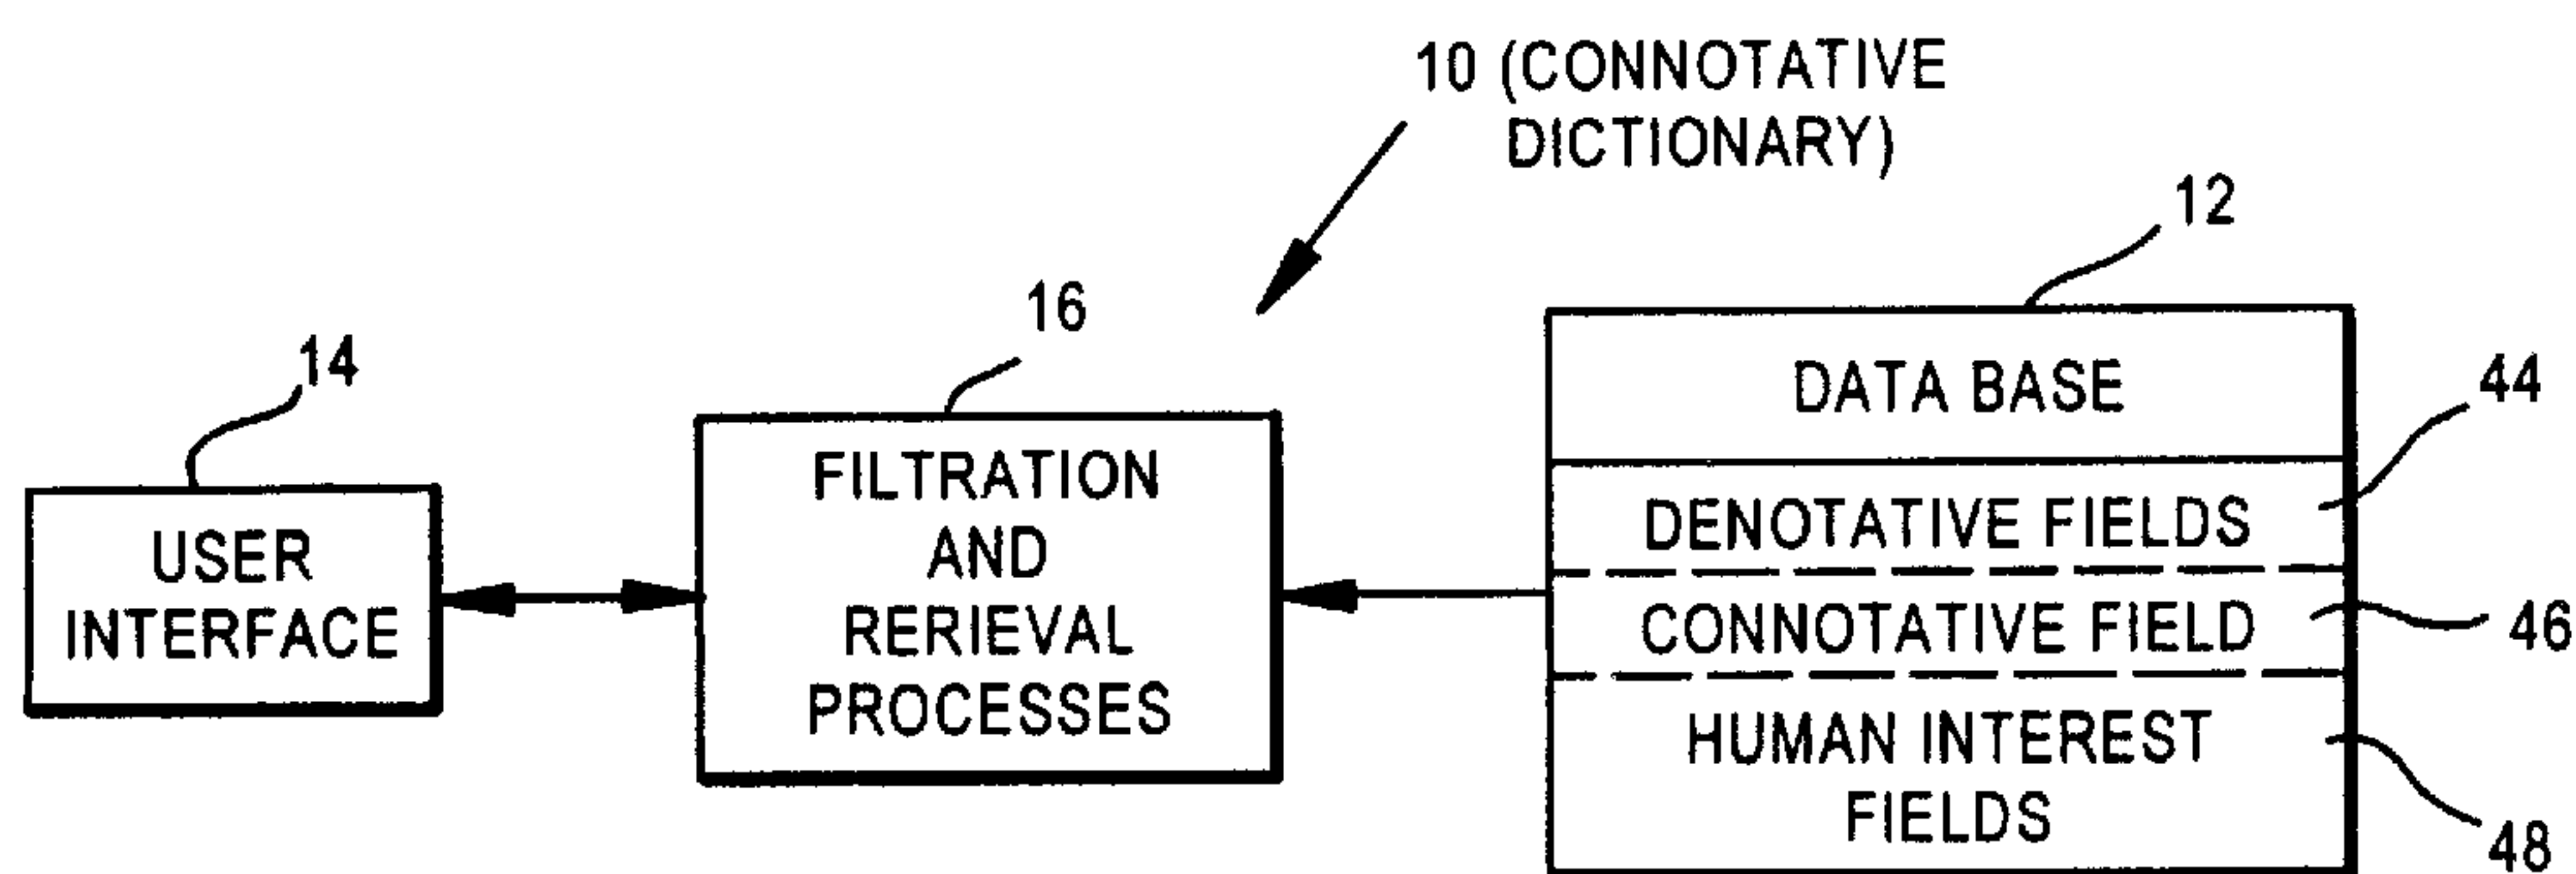 10 (CONNOTATIVE
DICTIONARY)
12
16
14
DATA BASE
44
DENOTATIVE FIELDS
CONNOTATIVE FIELD
46
HUMAN INTEREST
FIELDS
48
FILTRATION
AND
RERIEVAL
PROCESSES
USER
INTERFACE